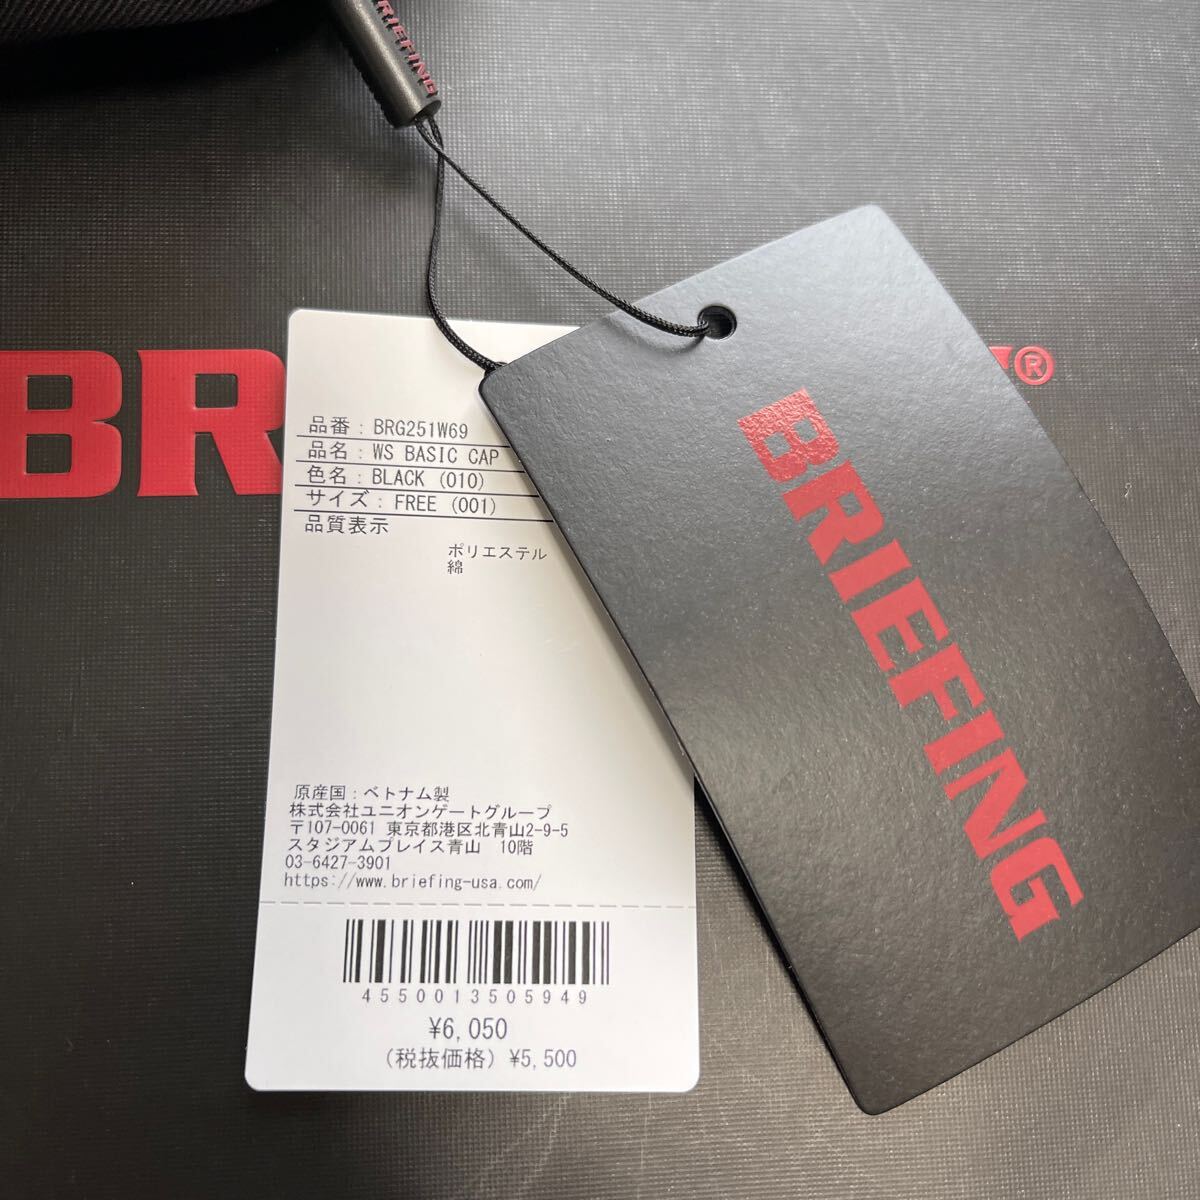 BRIEFING
BR
®
品番：BRG251W69
品名：WS BASIC CAP
色名：BLACK (010)
サイズ：FREE (001)
品質表示
ポリエステル
綿
原産国：ベトナム製
株式会社ユニオンゲートグループ
〒107-0061 東京都港区北青山2-9-5
スタジアムプレイス青山　10階
03-6427-3901
https://www.briefing-usa.com/
4550013505949
¥6,050
(税抜価格) ¥5,500
BRIEFING